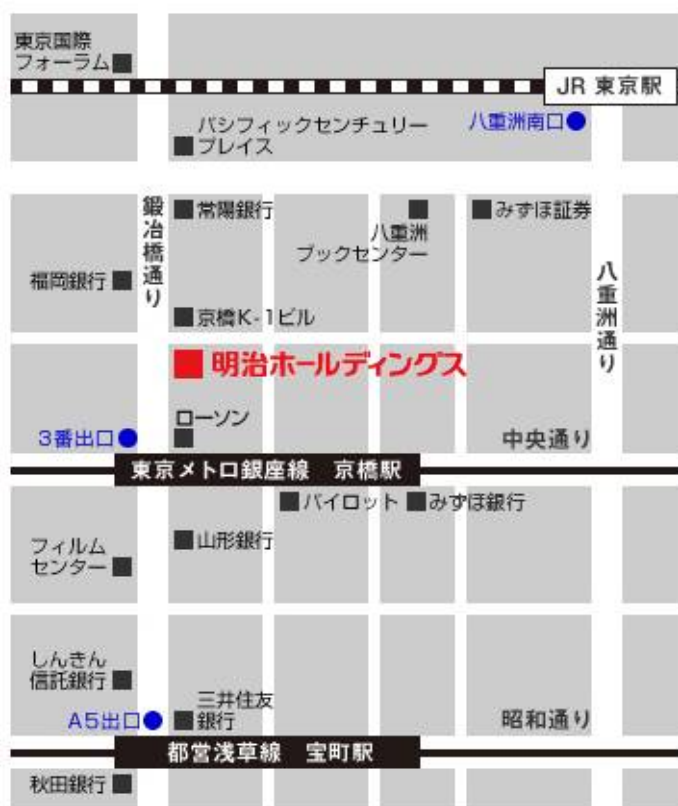 東京国際
フォーラム
JR 東京駅
パシフィックセンチュリー
プレイス
八重洲南口
鍛冶橋通り
常陽銀行
八重洲
ブックセンター
みずほ証券
福岡銀行
八重洲通り
京橋K-1ビル
明治ホールディングス
ローソン
3番出口
中央通り
東京メトロ銀座線 京橋駅
パイロット
みずほ銀行
フィルム
センター
山形銀行
しんきん
信託銀行
A5出口
三井住友
銀行
昭和通り
都営浅草線 宝町駅
秋田銀行